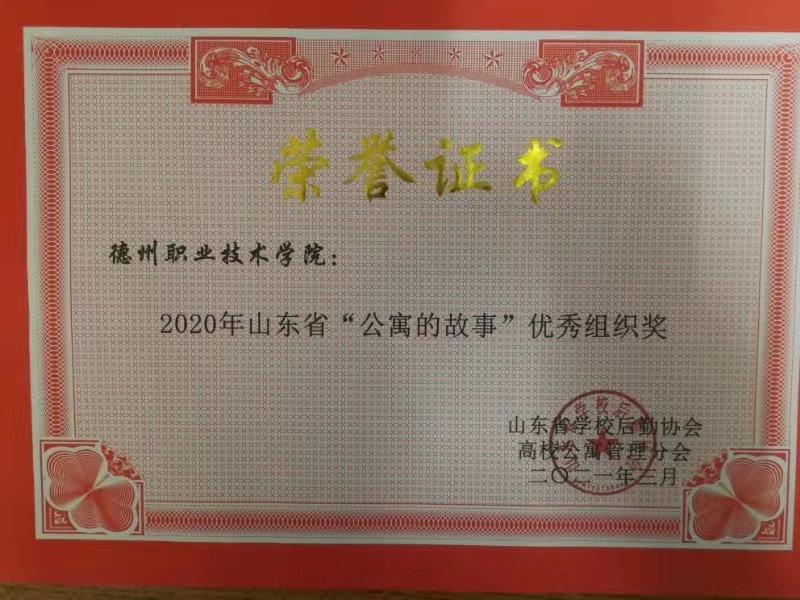 荣誉证书
德州职业技术学院：
2020年山东省“公寓的故事”优秀组织奖
山东省学校后勤协会
高校公寓管理分会
二〇二一年三月